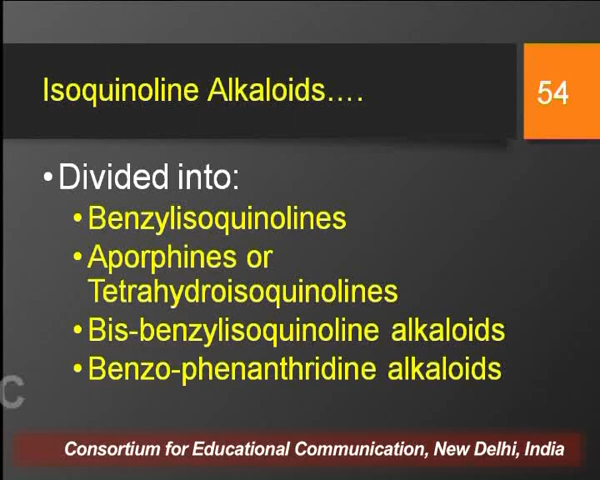 Isoquinoline Alkaloids....
54
•Divided into:
•Benzylisoquinolines
•Aporphines or
Tetrahydroisoquinolines
•Bis-benzylisoquinoline alkaloids
•Benzo-phenanthridine alkaloids
C
Consortium for Educational Communication, New Delhi, India